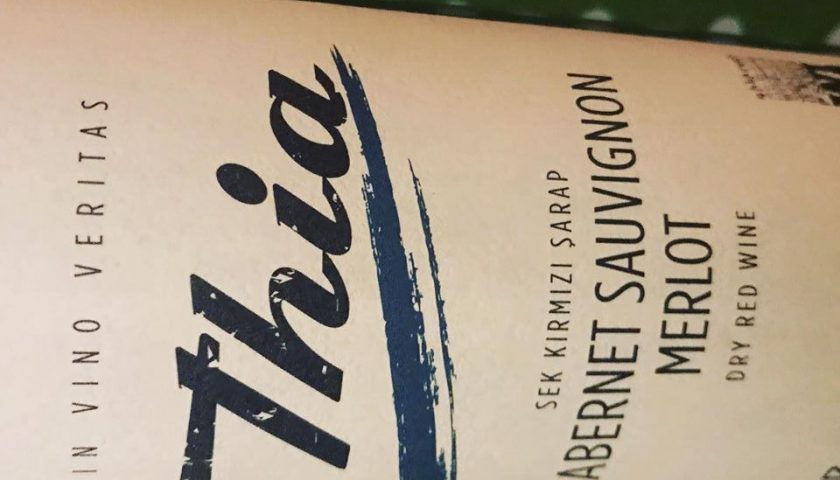 IN VINO VERITAS
Thia
SEK KIRMIZI ŞARAP
ABERNET SAUVIGNON
MERLOT
DRY RED WINE